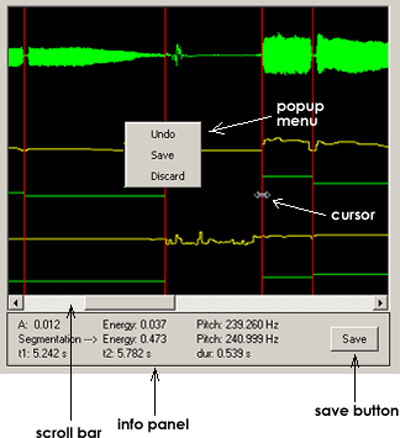 popup
menu
Undo
Save
Discard
cursor
A: 0.012 Energy: 0.037 Pitch: 239.260 Hz
Segmentation ---> Energy: 0.473 Pitch: 240.999 Hz
t1: 5.242 s t2: 5.782 s dur: 0.539 s
Save
scroll bar
info panel
save button